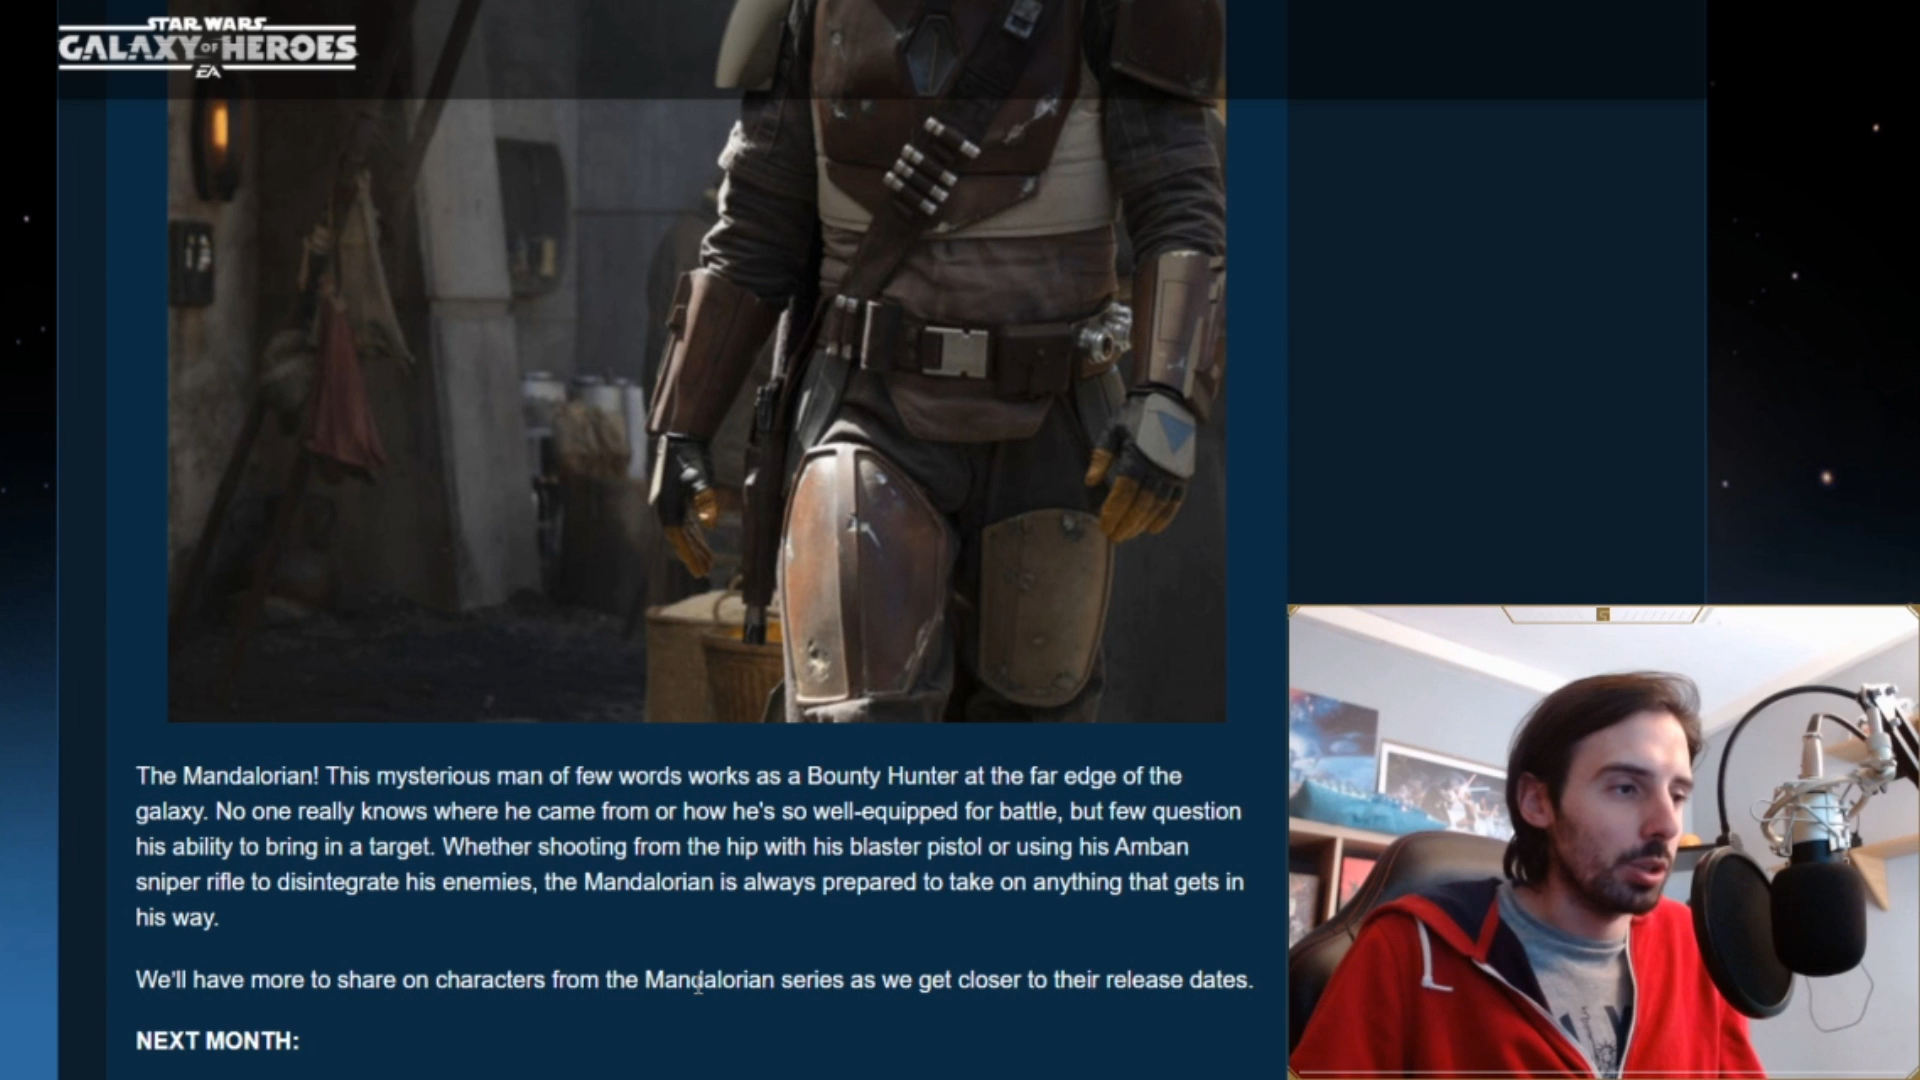 STAR WARS
GALAXY OF HEROES
EA
The Mandalorian! This mysterious man of few words works as a Bounty Hunter at the far edge of the
galaxy. No one really knows where he came from or how he's so well-equipped for battle, but few question
his ability to bring in a target. Whether shooting from the hip with his blaster pistol or using his Amban
sniper rifle to disintegrate his enemies, the Mandalorian is always prepared to take on anything that gets in
his way.
We'll have more to share on characters from the Mandalorian series as we get closer to their release dates.
NEXT MONTH: